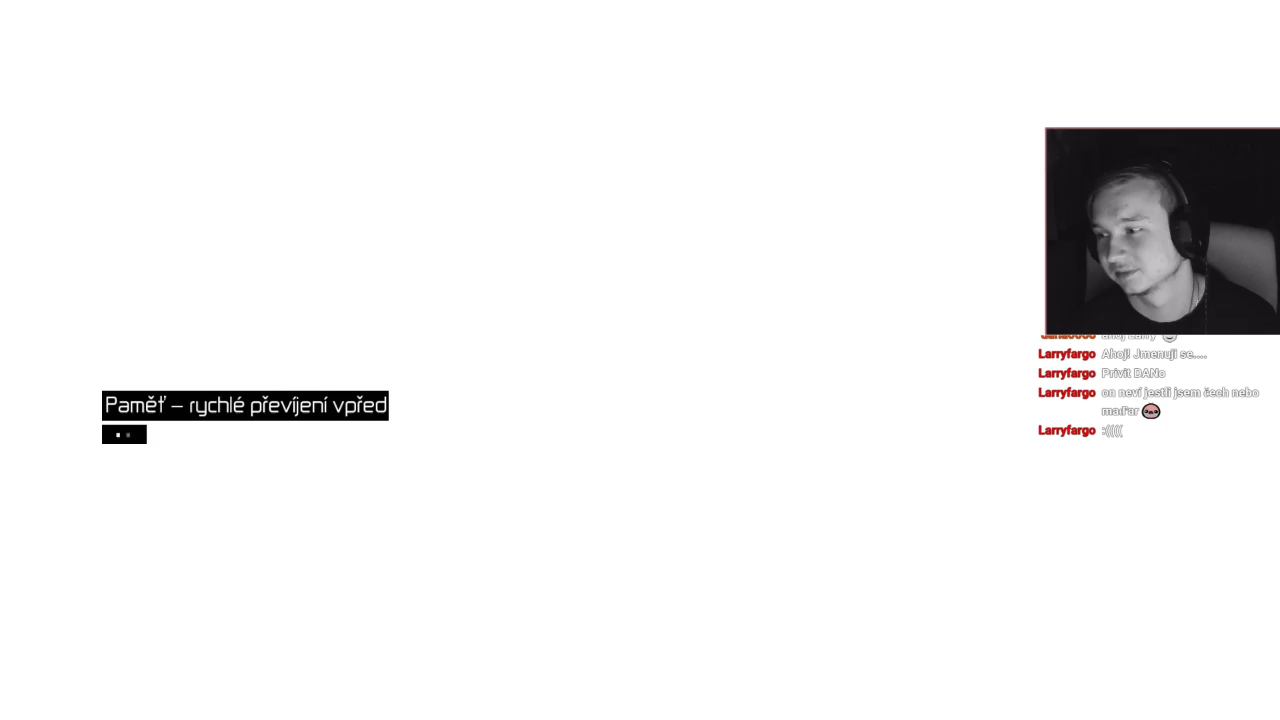 Paměť – rychlé převíjení vpřed
Larryfargo Ahoj! Jmenuji se....
Larryfargo Privit DANo
Larryfargo on neví jestli jsem čech nebo
maďar
Larryfargo :((((